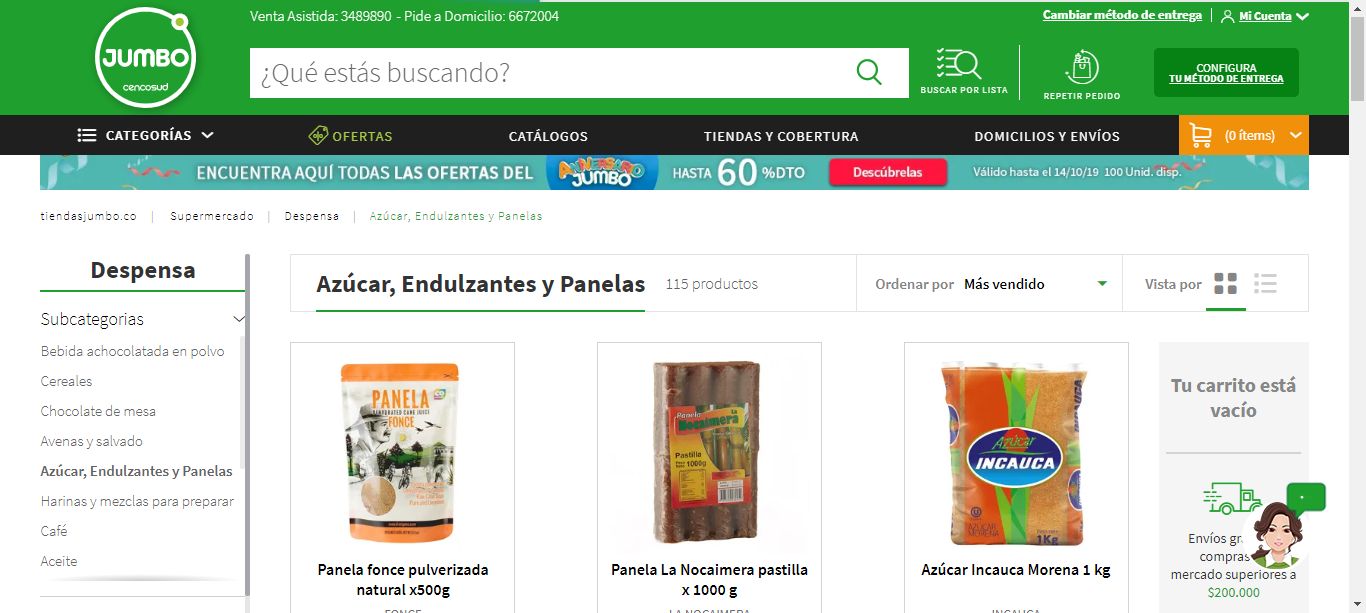 Venta Asistida: 3489890 - Pide a Domicilio: 6672004
Cambiar método de entrega
Mi Cuenta
JUMBO
cencosud
¿Qué estás buscando?
BUSCAR POR LISTA
REPETIR PEDIDO
CONFIGURA
TU MÉTODO DE ENTREGA
CATEGORÍAS
OFERTAS
CATÁLOGOS
TIENDAS Y COBERTURA
DOMICILIOS Y ENVÍOS
(0 ítems)
ENCUENTRA AQUÍ TODAS LAS OFERTAS DEL
ANIVERSARIO
JUMBO
HASTA 60 %DTO
Descúbrelas
Válido hasta el 14/10/19 100 Unid. disp.
tiendasjumbo.co | Supermercado | Despensa | Azúcar, Endulzantes y Panelas
Despensa
Subcategorias
Bebida achocolatada en polvo
Cereales
Chocolate de mesa
Avenas y salvado
Azúcar, Endulzantes y Panelas
Harinas y mezclas para preparar
Café
Aceite
Azúcar, Endulzantes y Panelas
115 productos
Ordenar por Más vendido
Vista por
PANELA
DEHYDRATED CANE JUICE
FONCE
Panela fonce pulverizada
natural x500g
FONCE
Panela La
Nocaimera
Pastilla
1000g
Panela La Nocaimera pastilla
x 1000 g
LA NOCAIMERA
Azúcar
INCAUCA
AZÚCAR
MORENA
1Kg
Azúcar Incauca Morena 1 kg
INCAUCA
Tu carrito está
vacío
Envíos gr
compras
mercado superiores a
$200.000